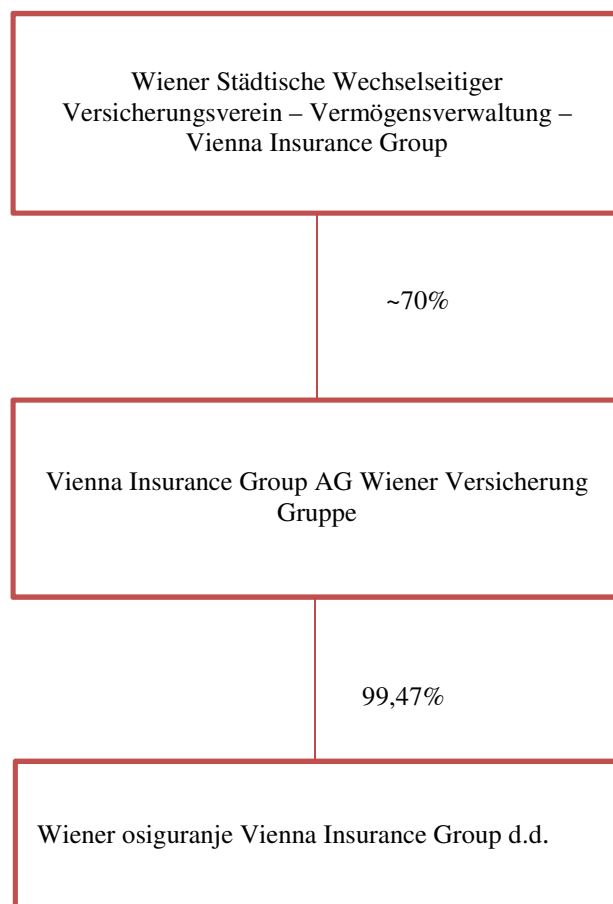 Wiener Städtische Wechselseitiger
Versicherungsverein – Vermögensverwaltung –
Vienna Insurance Group
~70%
Vienna Insurance Group AG Wiener Versicherung
Gruppe
99,47%
Wiener osiguranje Vienna Insurance Group d.d.